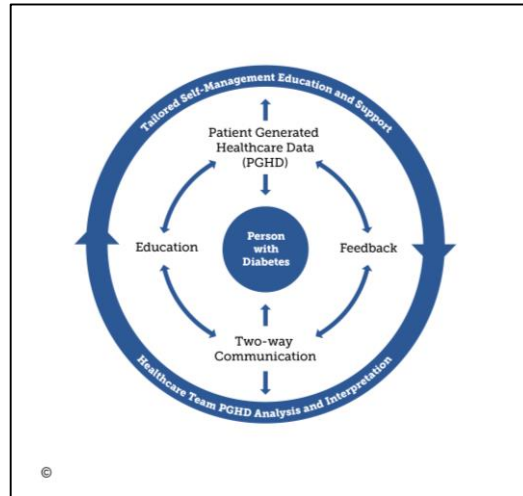 Tailored Self-Management Education and Support
Patient Generated
Healthcare Data
(PGHD)
Education
Person
with
Diabetes
Feedback
Two-way
Communication
Healthcare Team PGHD Analysis and Interpretation
©